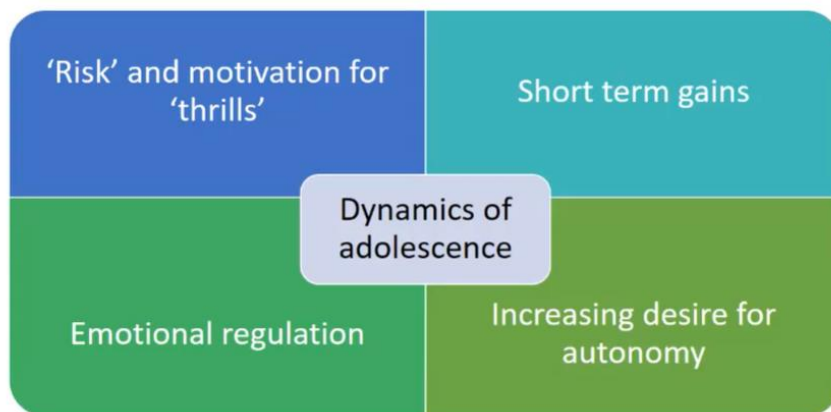 ‘Risk’ and motivation for
‘thrills’
Short term gains
Dynamics of
adolescence
Emotional regulation
Increasing desire for
autonomy